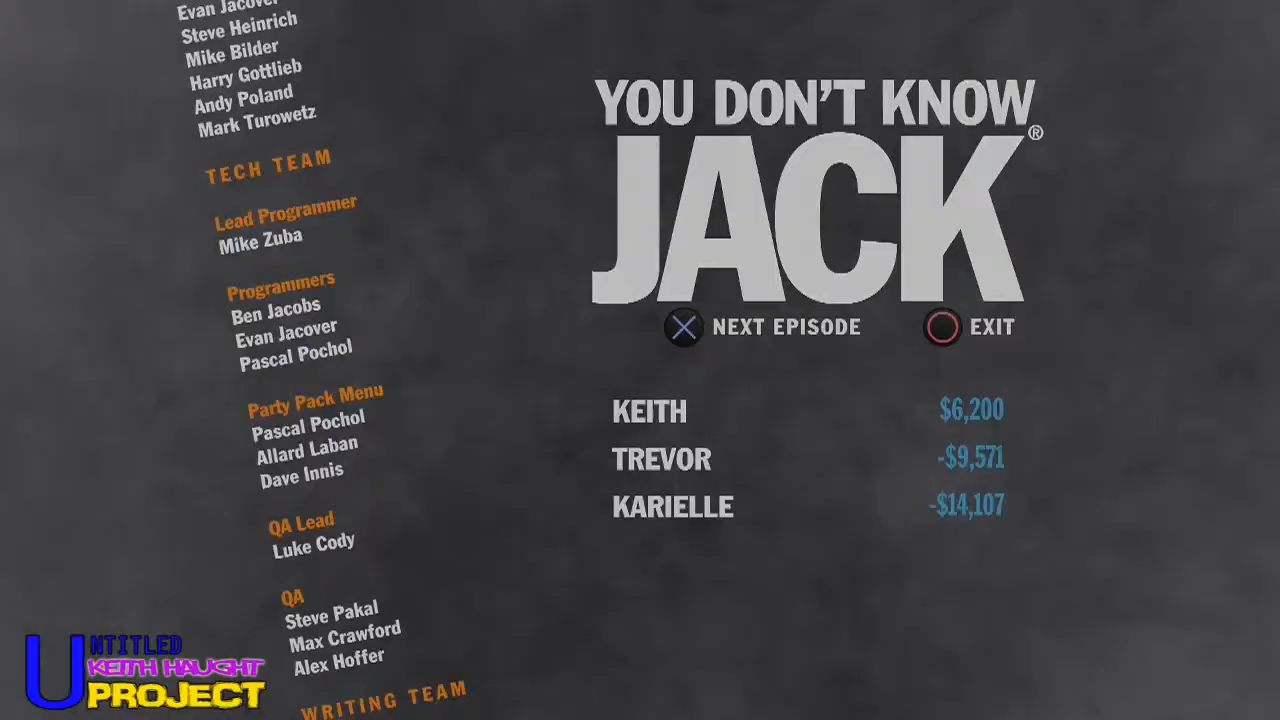 Evan Jacover
Steve Heinrich
Mike Bilder
Harry Gottlieb
Andy Poland
Mark Turowetz
TECH TEAM
Lead Programmer
Mike Zuba
Programmers
Ben Jacobs
Evan Jacover
Pascal Pochol
Party Pack Menu
Pascal Pochol
Allard Laban
Dave Innis
QA Lead
Luke Cody
QA
Steve Pakal
Max Crawford
Alex Hoffer
WRITING TEAM
YOU DON'T KNOW
JACK®
NEXT EPISODE
EXIT
KEITH $6,200
TREVOR -$9,571
KARIELLE -$14,107
UNTITLED
KEITH HAUGHT
PROJECT